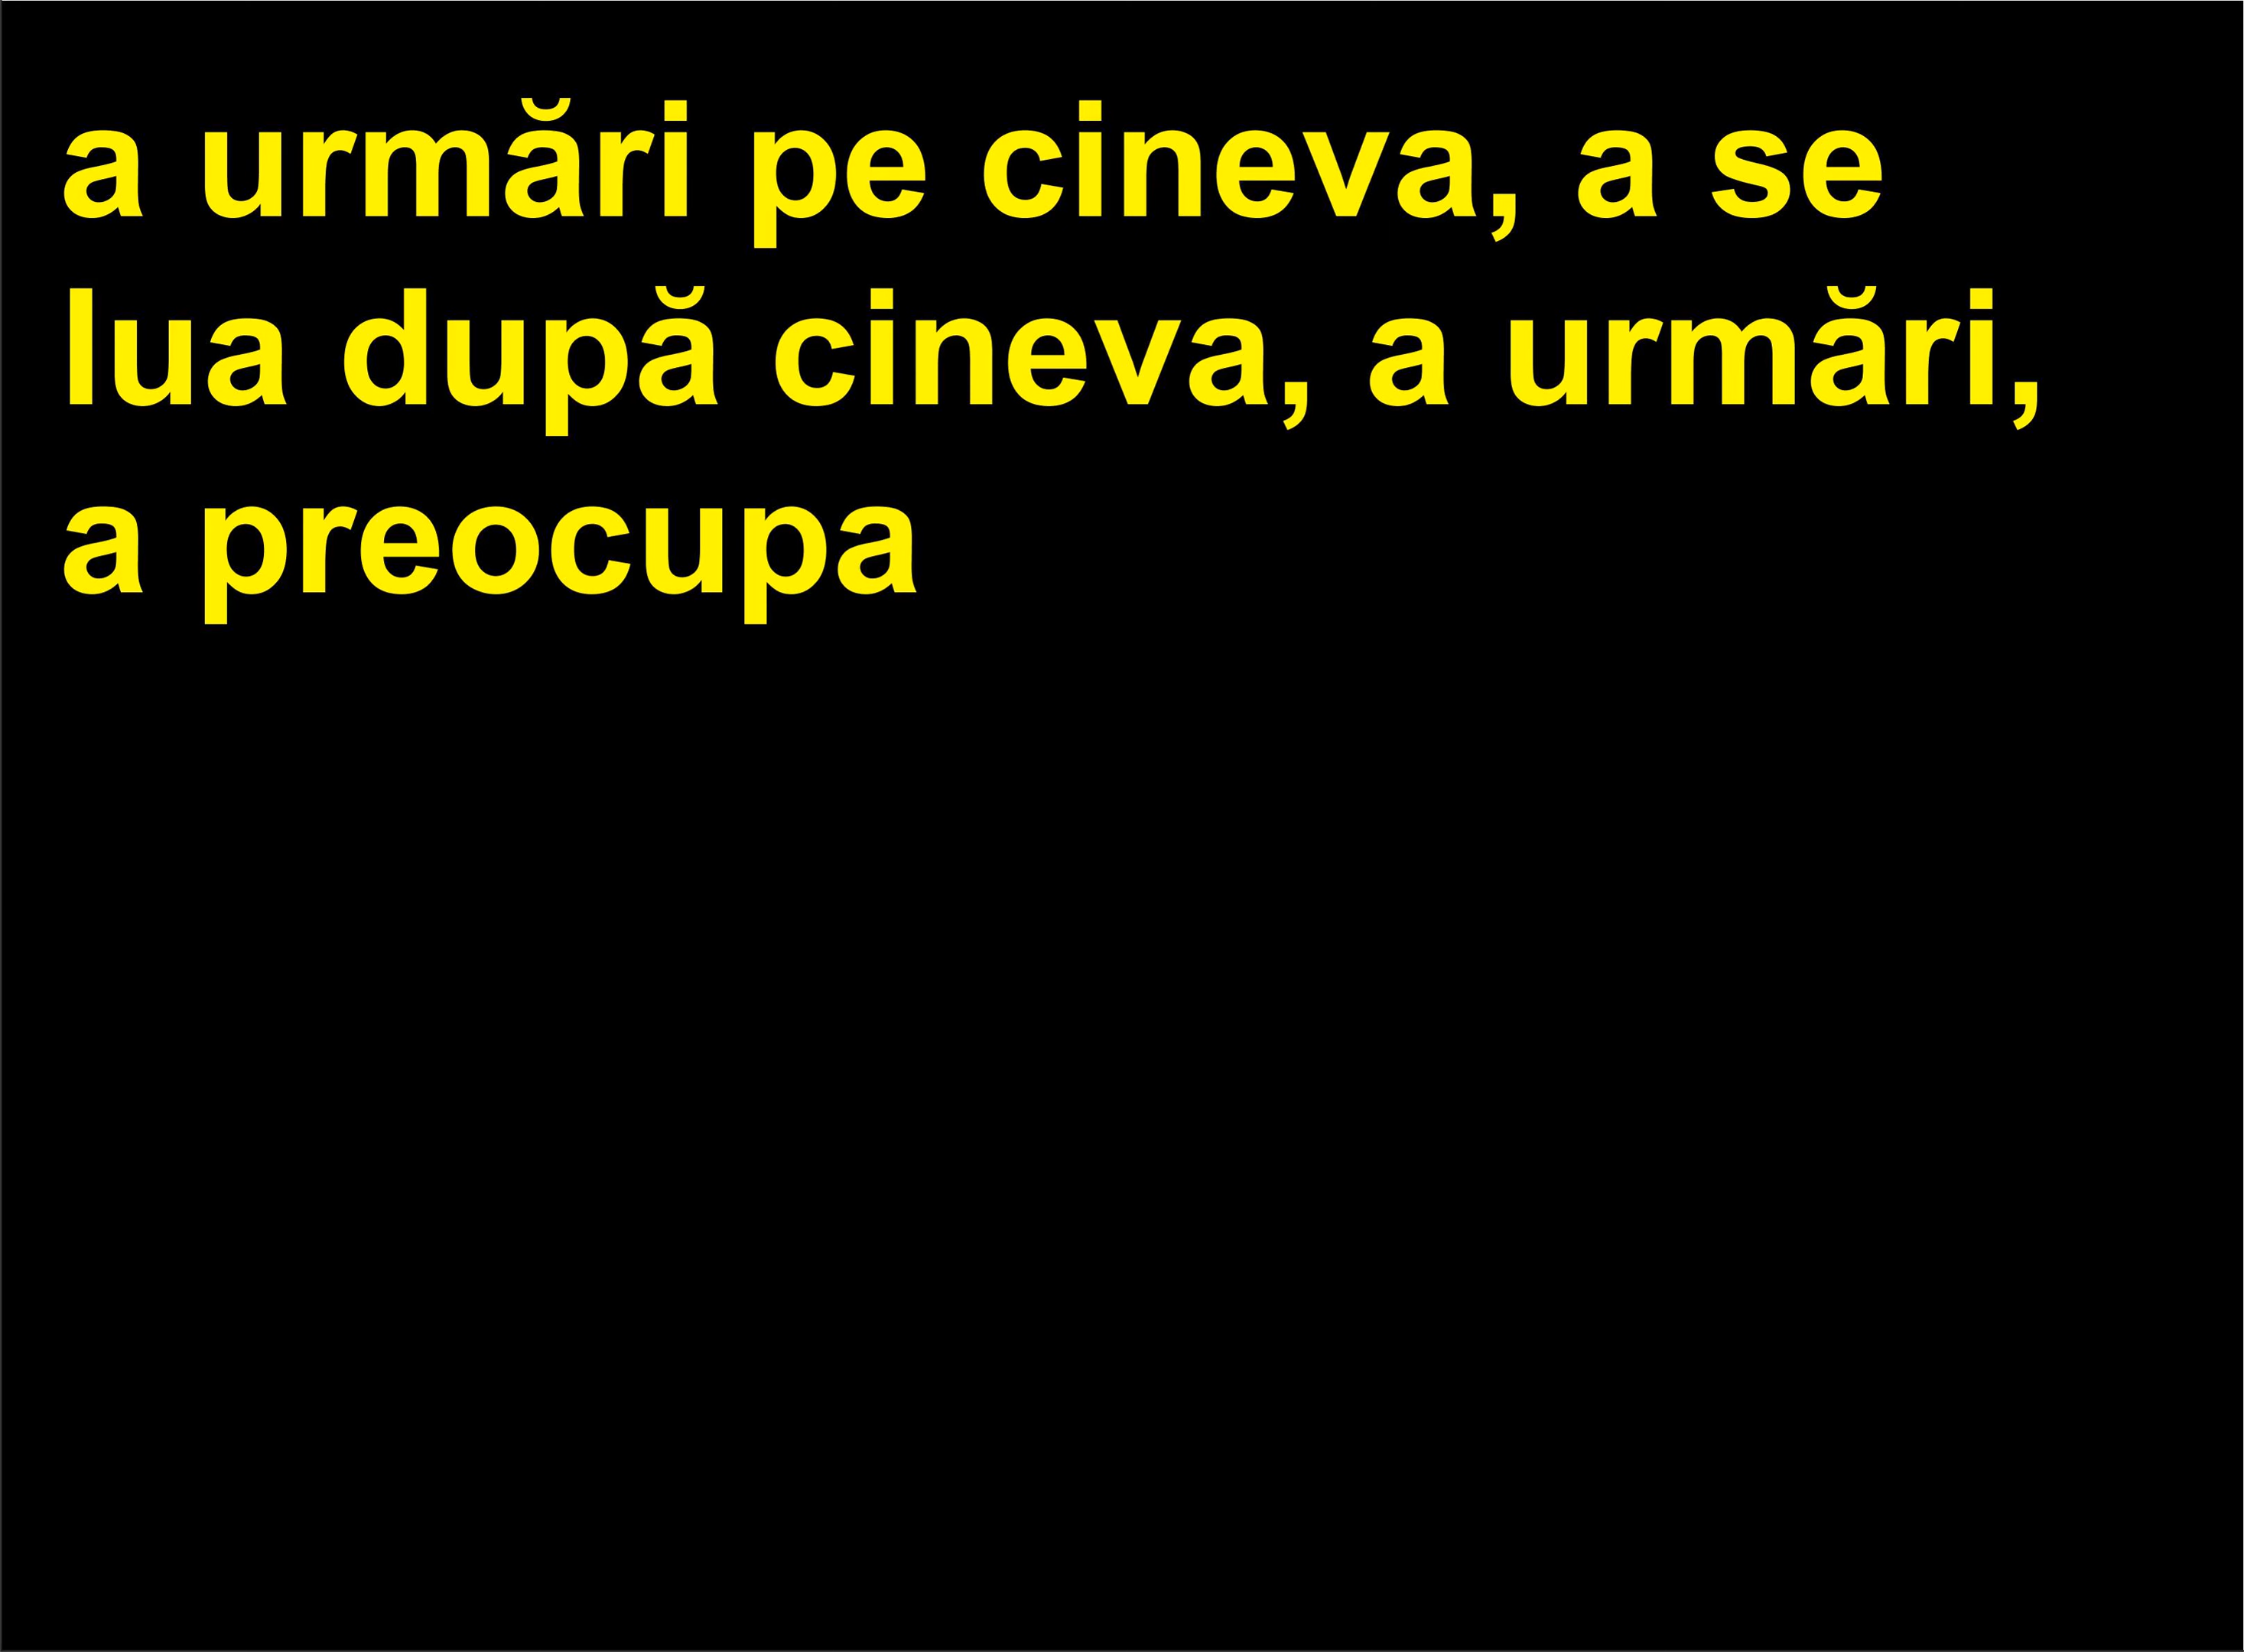 a urmări pe cineva, a se
lua după cineva, a urmări,
a preocupa